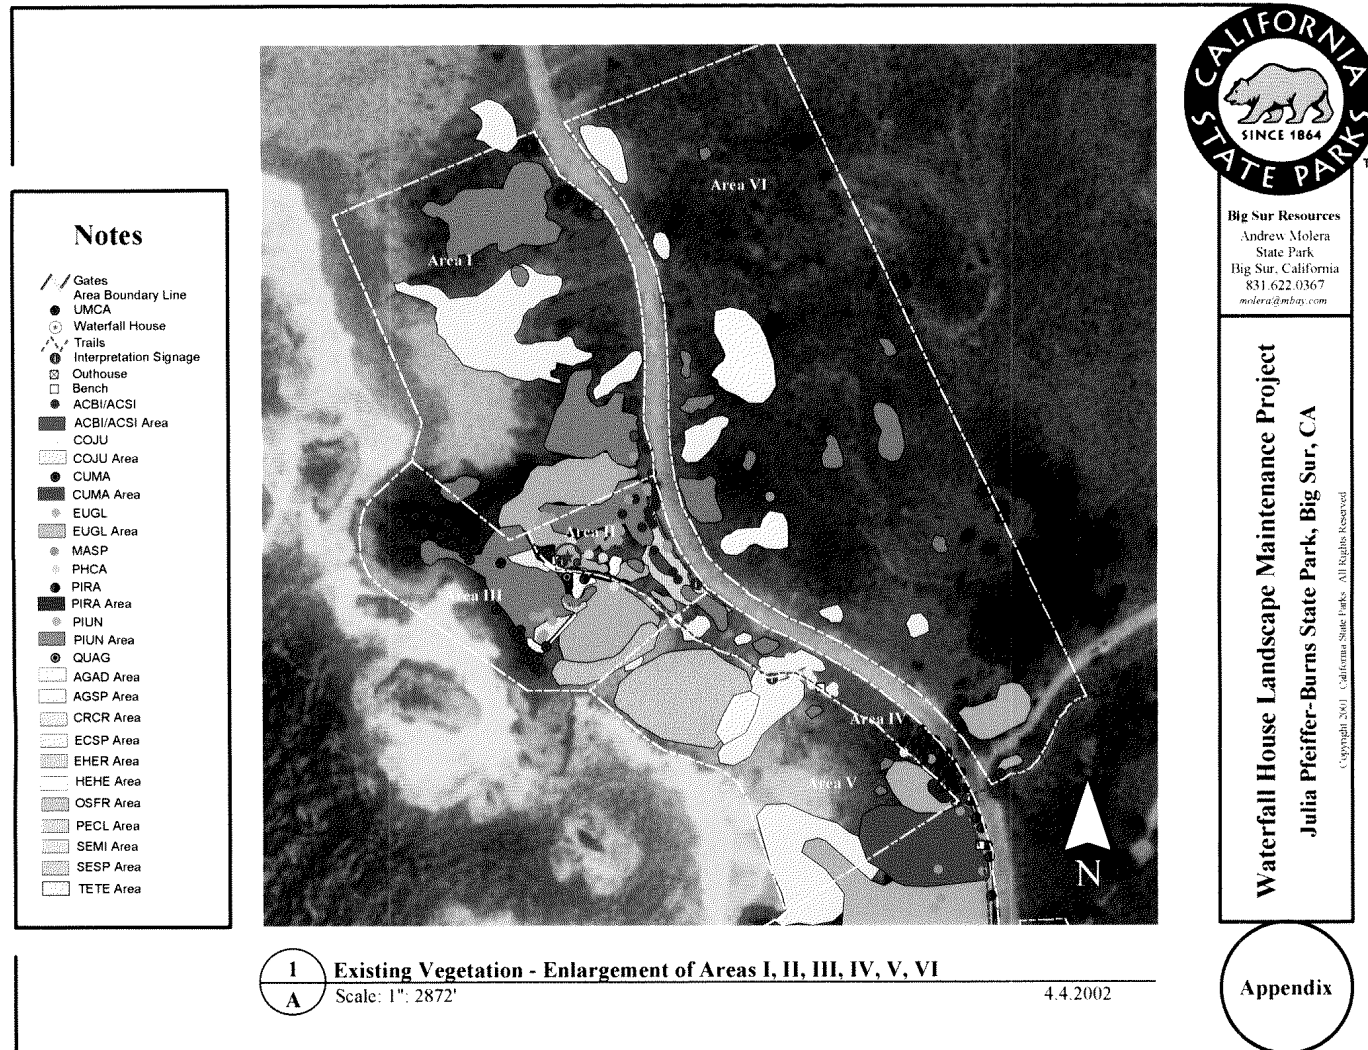 Notes
Gates
Area Boundary Line
UMCA
Waterfall House
Trails
Interpretation Signage
Outhouse
Bench
ACBI/ACSI
ACBI/ACSI Area
COJU
COJU Area
CUMA
CUMA Area
EUGL
EUGL Area
MASP
PHCA
PIRA
PIRA Area
PIUN
PIUN Area
QUAG
AGAD Area
AGSP Area
CRCR Area
ECSP Area
EHER Area
HEHE Area
OSFR Area
PECL Area
SEMI Area
SESP Area
TETE Area
Area VI
Area I
Area II
Area III
Area IV
Area V
N
1
A
Existing Vegetation - Enlargement of Areas I, II, III, IV, V, VI
Scale: 1": 2872'
4.4.2002
CALIFORNIA
SINCE 1864
STATE PARKS
T
Big Sur Resources
Andrew Molera
State Park
Big Sur, California
831.622.0367
molera@mbay.com
Waterfall House Landscape Maintenance Project
Julia Pfeiffer-Burns State Park, Big Sur, CA
Copyright 2001 California State Parks All Rights Reserved
Appendix